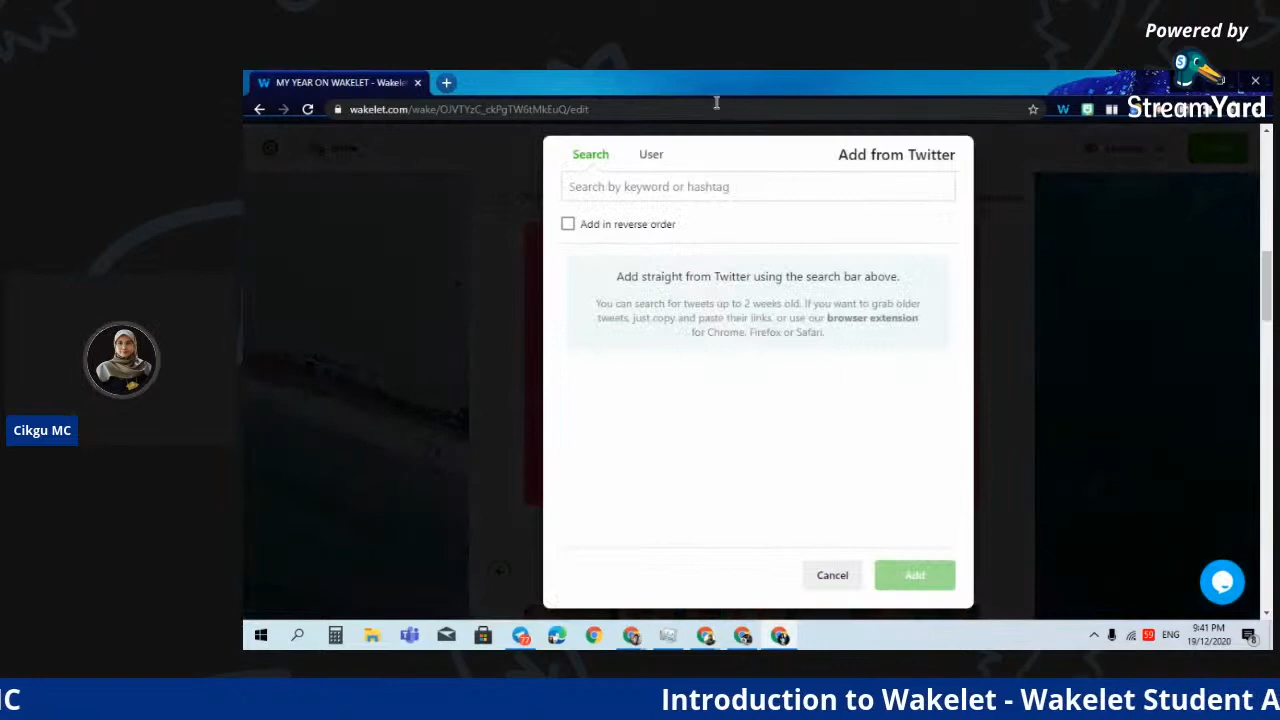 Powered by
StreamYard
MY YEAR ON WAKELET - Wakelet
wakelet.com/wake/OJVTYzC_ckPgTW6tMkEuQ/edit
Search
User
Add from Twitter
Search by keyword or hashtag
Add in reverse order
Add straight from Twitter using the search bar above.
You can search for tweets up to 2 weeks old. If you want to grab older
tweets, just copy and paste their links, or use our browser extension
for Chrome, Firefox or Safari.
Cancel
Add
Cikgu MC
ENG
9:41 PM
19/12/2020
MC
Introduction to Wakelet - Wakelet Student A